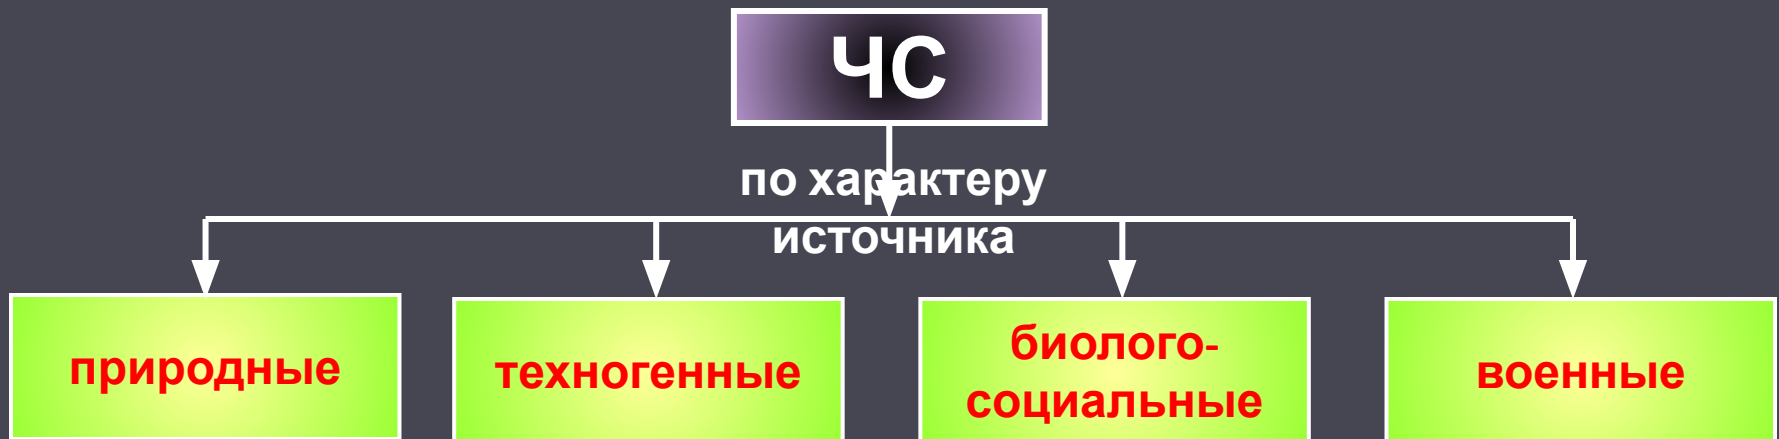 ЧС
по характеру
источника
природные
техногенные
биолого-
социальные
военные